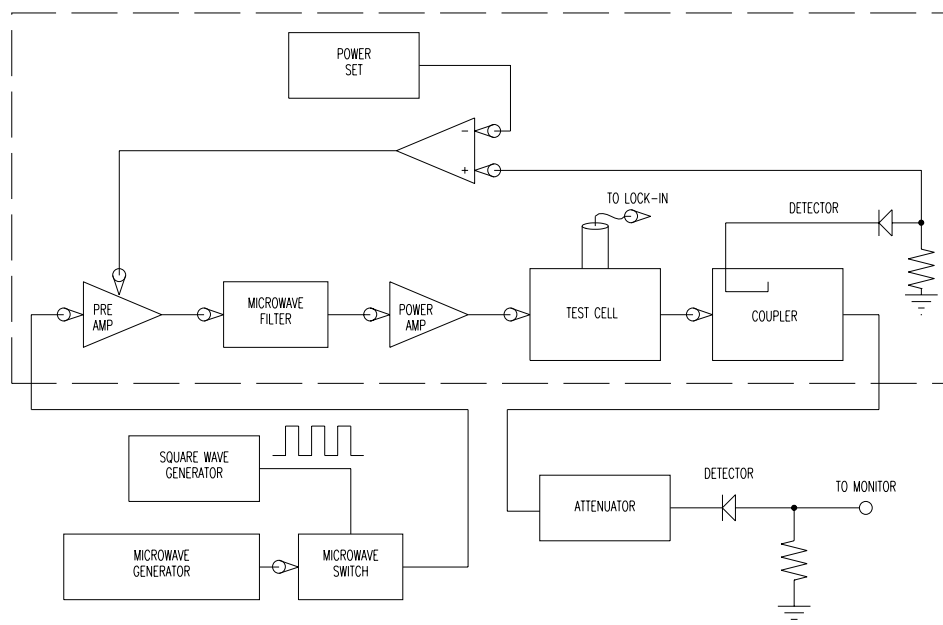 POWER
SET
−
+
TO LOCK-IN
DETECTOR
PRE
AMP
MICROWAVE
FILTER
POWER
AMP
TEST CELL
COUPLER
SQUARE WAVE
GENERATOR
MICROWAVE
GENERATOR
MICROWAVE
SWITCH
ATTENUATOR
DETECTOR
TO MONITOR